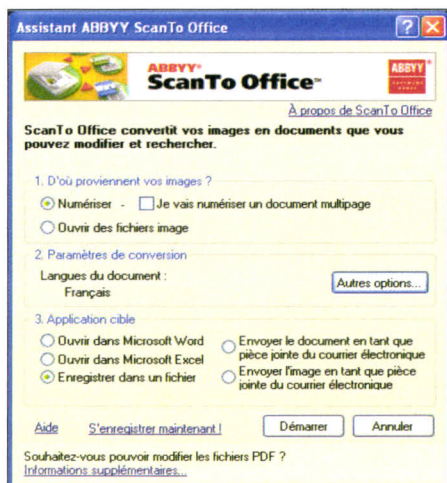 Assistant ABBYY ScanTo Office
ABBYY®
ScanTo Office™
ABBYY
À propos de ScanTo Office
ScanTo Office convertit vos images en documents que vous
pouvez modifier et rechercher.
1. D'où proviennent vos images ?
Numériser - Je vais numériser un document multipage
Ouvrir des fichiers image
2. Paramètres de conversion
Langues du document :
Français
Autres options...
3. Application cible
Ouvrir dans Microsoft Word
Ouvrir dans Microsoft Excel
Enregistrer dans un fichier
Envoyer le document en tant que
pièce jointe du courrier électronique
Envoyer l'image en tant que pièce
jointe du courrier électronique
Aide S'enregistrer maintenant ! Démarrer Annuler
Souhaitez-vous pouvoir modifier les fichiers PDF ?
Informations supplémentaires...